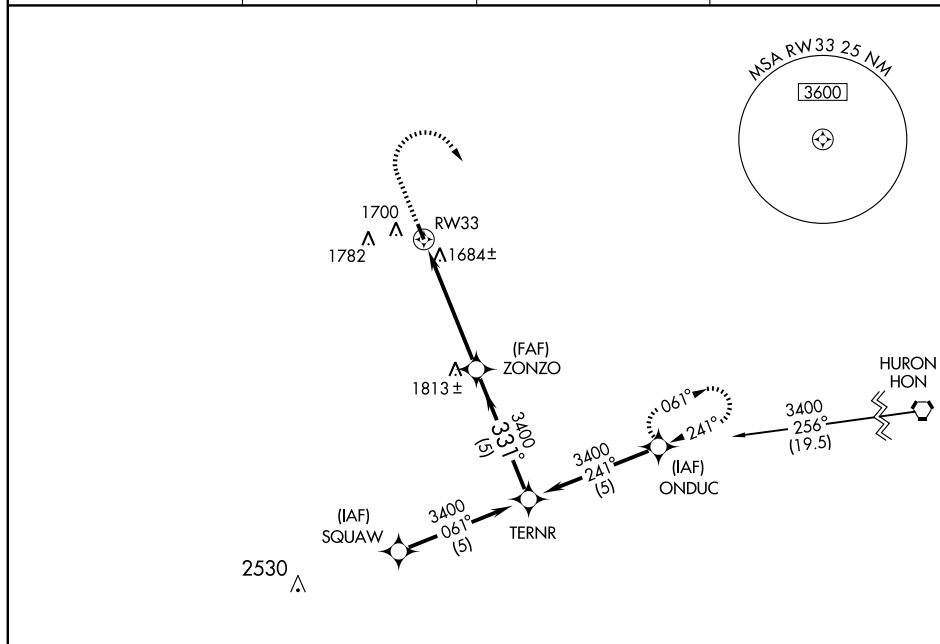 MSA RW33 25 NM
3600
1700
RW33
1782
1684±
(FAF)
ZONZO
1813±
HURON
HON
061°
241°
3400
256°
(19.5)
3400
331°
(5)
3400
241°
(5)
(IAF)
ONDUC
(IAF)
SQUAW
3400
061°
(5)
TERNR
2530